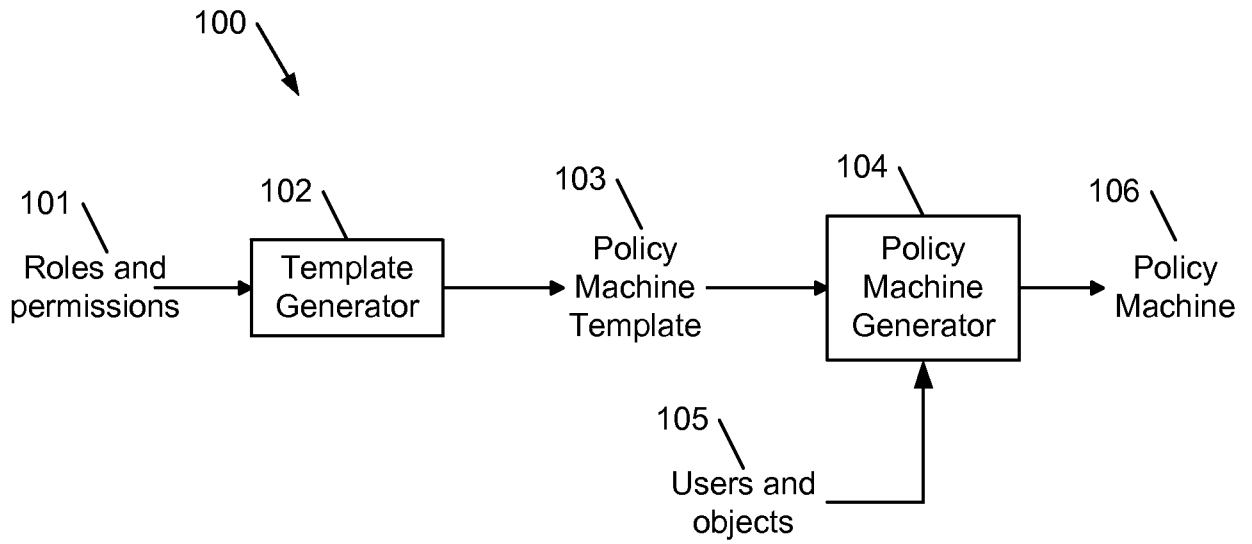 100
101
Roles and
permissions
102
Template
Generator
103
Policy
Machine
Template
104
Policy
Machine
Generator
105
Users and
objects
106
Policy
Machine